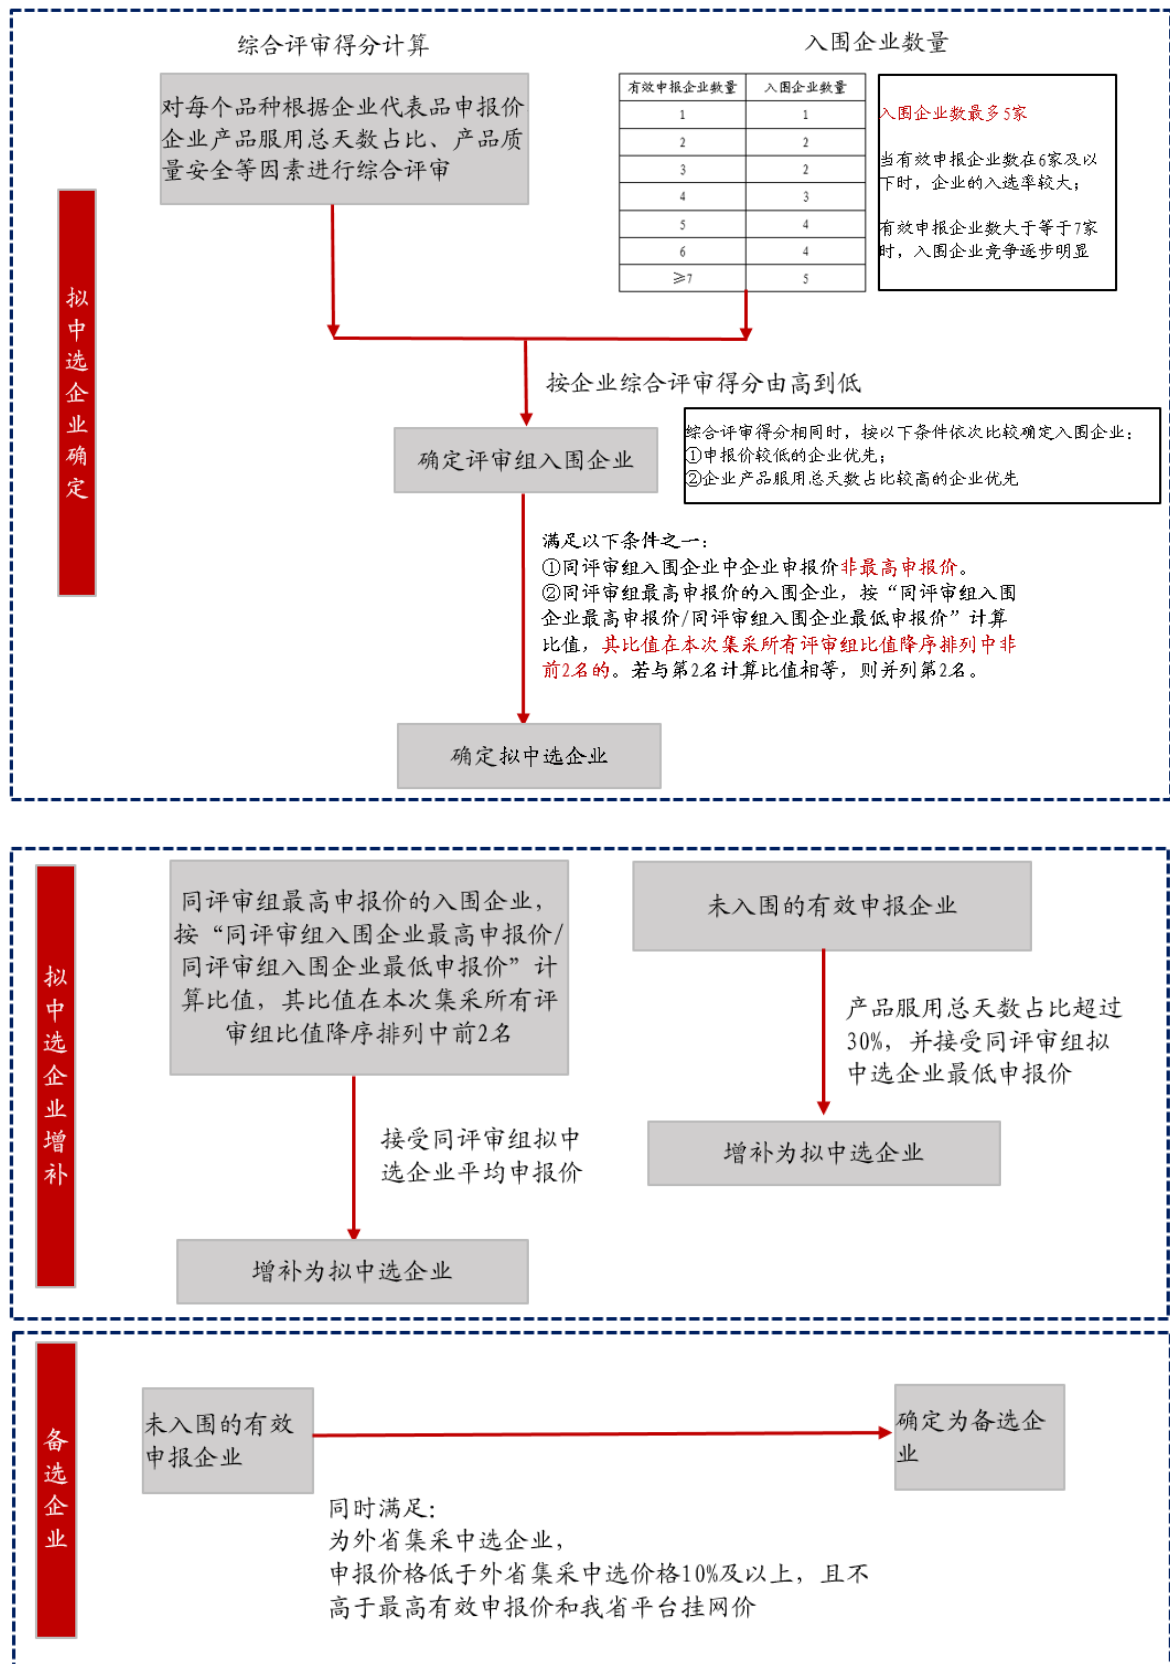 综合评审得分计算
对每个品种根据企业代表品申报价
企业产品服用总天数占比、产品质
量安全等因素进行综合评审
入围企业数量
有效申报企业数量 入围企业数量
1 1
2 2
3 2
4 3
5 4
6 4
≥7 5
入围企业数最多5家
当有效申报企业数在6家及以
下时，企业的入选率较大；
有效申报企业数大于等于7家
时，入围企业竞争逐步明显
拟中选企业确定
按企业综合评审得分由高到低
确定评审组入围企业
综合评审得分相同时，按以下条件依次比较确定入围企业：
①申报价较低的企业优先；
②企业产品服用总天数占比较高的企业优先
满足以下条件之一：
①同评审组入围企业中企业申报价非最高申报价。
②同评审组最高申报价的入围企业，按“同评审组入围
企业最高申报价/同评审组入围企业最低申报价”计算
比值，其比值在本次集采所有评审组比值降序排列中非
前2名的。若与第2名计算比值相等，则并列第2名。
确定拟中选企业
拟中选企业增补
同评审组最高申报价的入围企业，
按“同评审组入围企业最高申报价/
同评审组入围企业最低申报价”计
算比值，其比值在本次集采所有评
审组比值降序排列中前2名
接受同评审组拟中
选企业平均申报价
增补为拟中选企业
未入围的有效申报企业
产品服用总天数占比超过
30%，并接受同评审组拟
中选企业最低申报价
增补为拟中选企业
备选企业
未入围的有效
申报企业
确定为备选企
业
同时满足：
为外省集采中选企业，
申报价格低于外省集采中选价格10%及以上，且不
高于最高有效申报价和我省平台挂网价